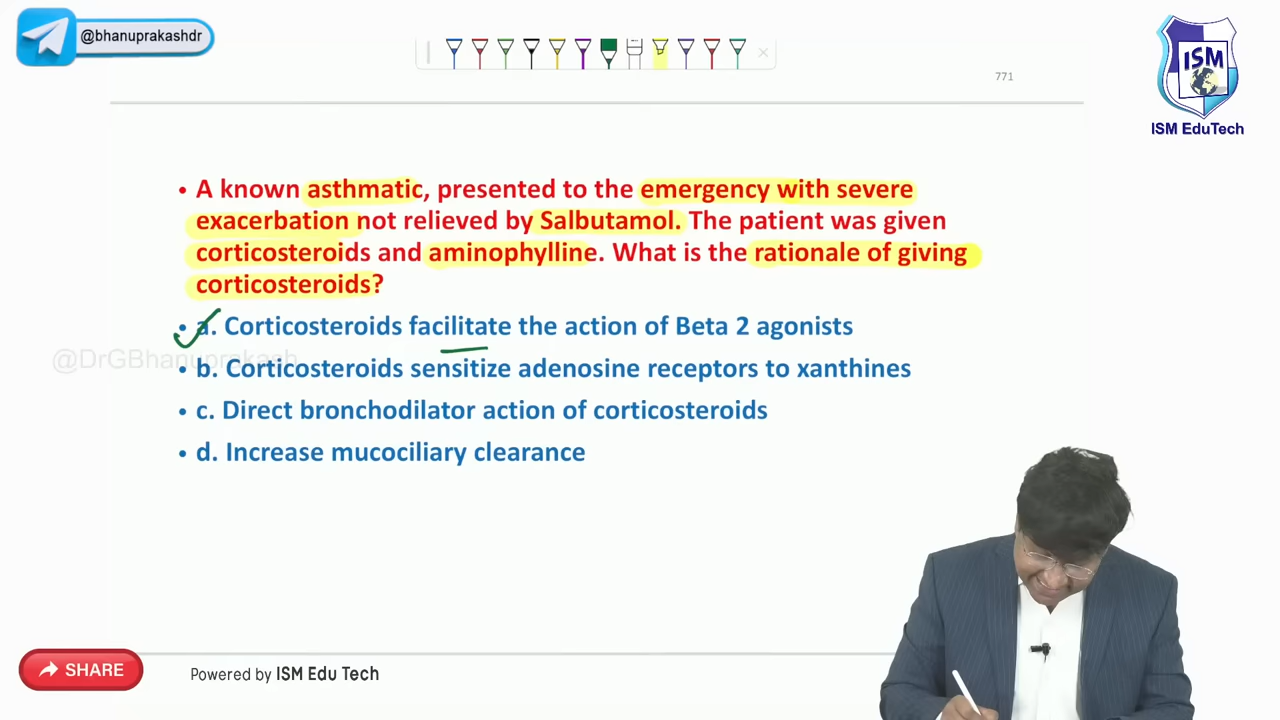 @bhanuprakashdr
771
ISM
ISM EduTech
• A known asthmatic, presented to the emergency with severe
exacerbation not relieved by Salbutamol. The patient was given
corticosteroids and aminophylline. What is the rationale of giving
corticosteroids?
• a. Corticosteroids facilitate the action of Beta 2 agonists
@DrGBhanuprakash
• b. Corticosteroids sensitize adenosine receptors to xanthines
• c. Direct bronchodilator action of corticosteroids
• d. Increase mucociliary clearance
SHARE
Powered by ISM Edu Tech